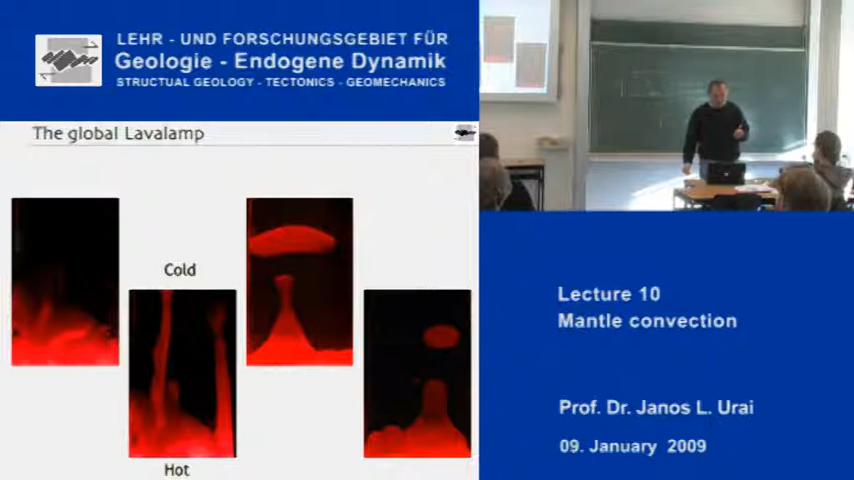 LEHR - UND FORSCHUNGSGEBIET FÜR
Geologie - Endogene Dynamik
STRUCTUAL GEOLOGY - TECTONICS - GEOMECHANICS
The global Lavalamp
Cold
Hot
Lecture 10
Mantle convection
Prof. Dr. Janos L. Urai
09. January 2009